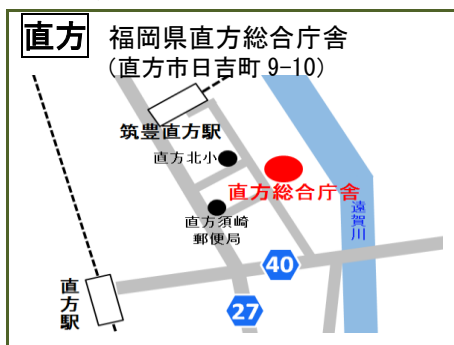 直方 福岡県直方総合庁舎
(直方市日吉町 9-10)
筑豊直方駅
直方北小
直方総合庁舎
直方須崎
郵便局
遠賀川
直方駅
40
27